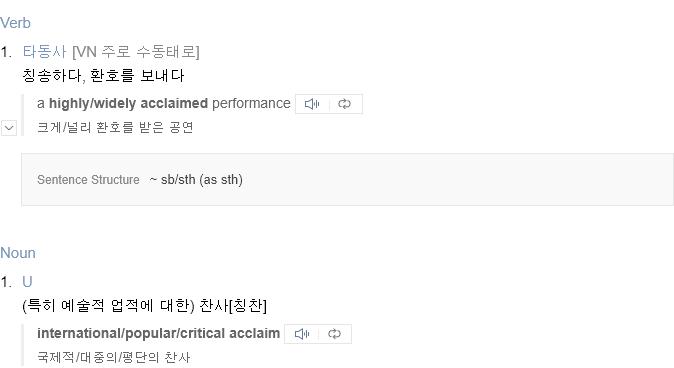 Verb
1. 타동사 [VN 주로 수동태로]
칭송하다, 환호를 보내다
a highly/widely acclaimed performance
크게/널리 환호를 받은 공연
Sentence Structure ~ sb/sth (as sth)
Noun
1. U
(특히 예술적 업적에 대한) 찬사[칭찬]
international/popular/critical acclaim
국제적/대중의/평단의 찬사